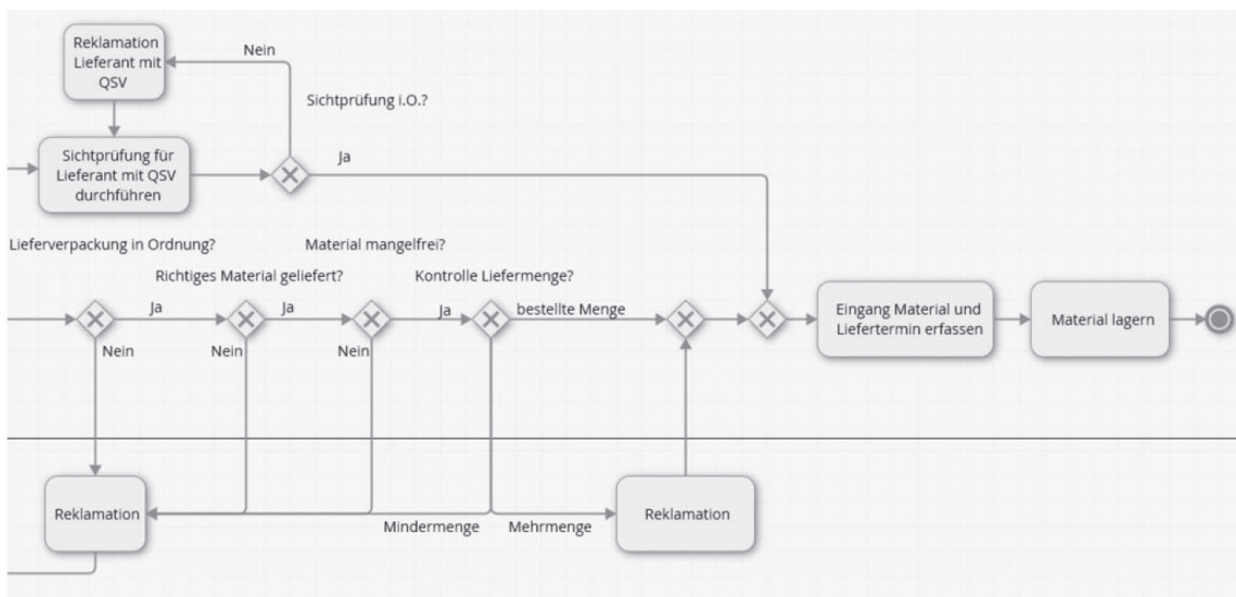 Reklamation
Lieferant mit
QSV
Nein
Sichtprüfung i.O.?
Sichtprüfung für
Lieferant mit QSV
durchführen
Ja
Lieferverpackung in Ordnung?
Material mangelfrei?
Richtiges Material geliefert?
Kontrolle Liefermenge?
Ja
Ja
Ja
bestellte Menge
Eingang Material und
Liefertermin erfassen
Material lagern
Nein
Nein
Nein
Reklamation
Mindermenge
Mehrmenge
Reklamation